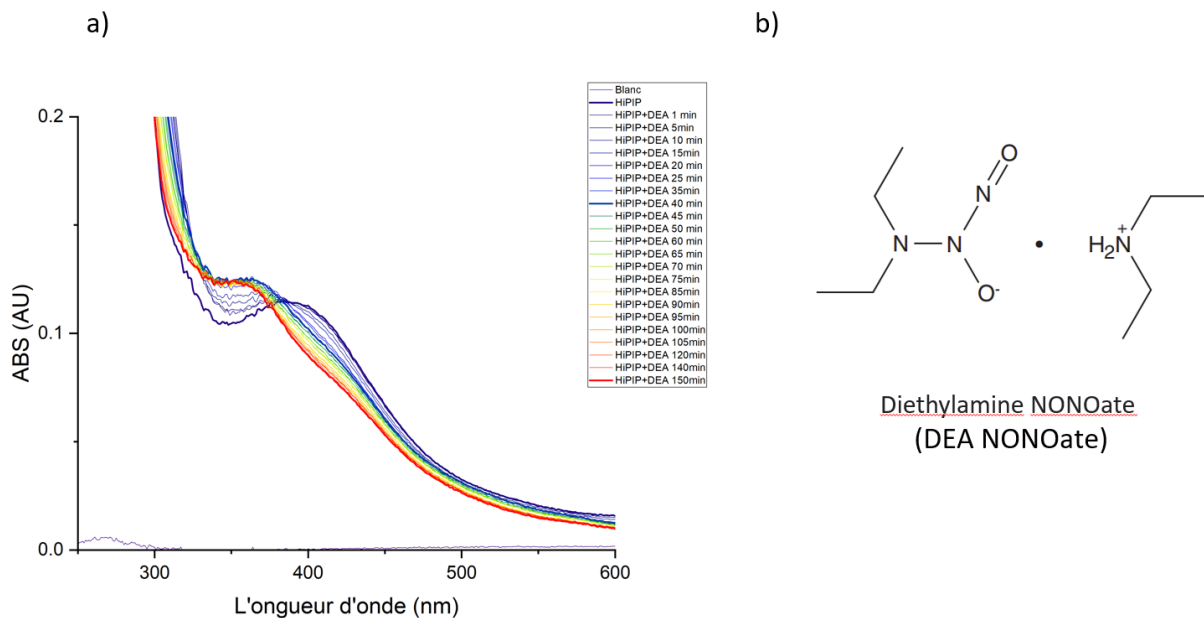 a)
b)
0.2
0.1
0.0
ABS (AU)
300
400
500
600
L'ongueur d'onde (nm)
Blanc
HiPIP
HiPIP+DEA 1 min
HiPIP+DEA 5min
HiPIP+DEA 10 min
HiPIP+DEA 15min
HiPIP+DEA 20 min
HiPIP+DEA 25 min
HiPIP+DEA 35min
HiPIP+DEA 40 min
HiPIP+DEA 45 min
HiPIP+DEA 50 min
HiPIP+DEA 60 min
HiPIP+DEA 65 min
HiPIP+DEA 70 min
HiPIP+DEA 75min
HiPIP+DEA 85min
HiPIP+DEA 90min
HiPIP+DEA 95min
HiPIP+DEA 100min
HiPIP+DEA 105min
HiPIP+DEA 120min
HiPIP+DEA 140min
HiPIP+DEA 150min
O
N
N
N
O-
H2N+
Diethylamine NONOate
(DEA NONOate)